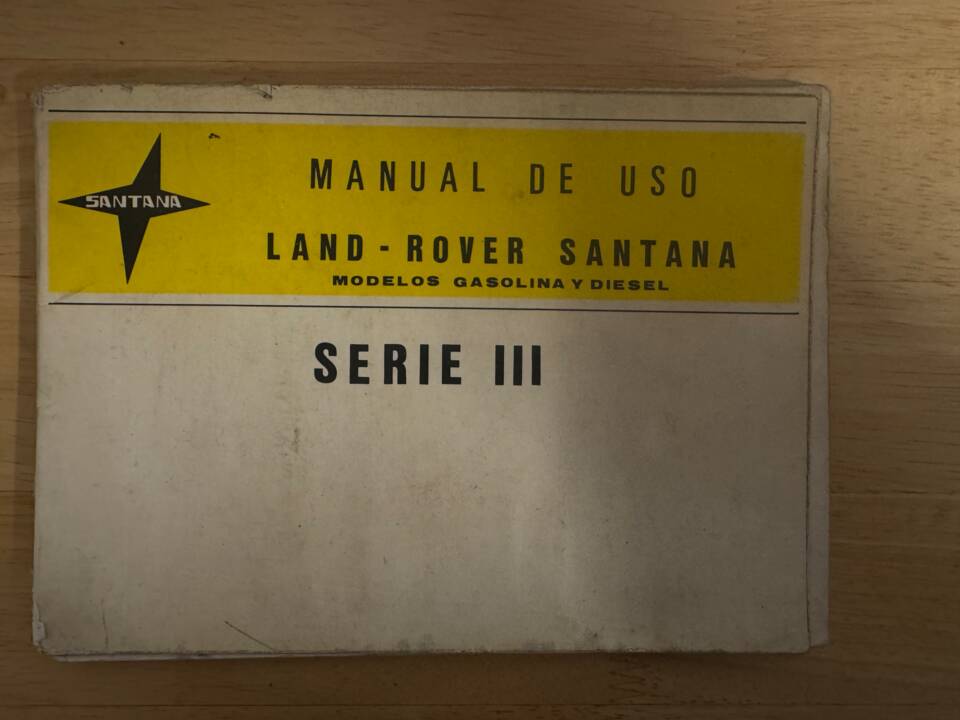 SANTANA
MANUAL DE USO
LAND-ROVER SANTANA
MODELOS GASOLINA Y DIESEL
SERIE III